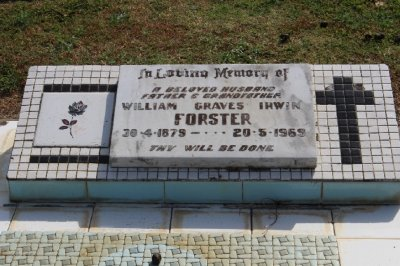 In Loving Memory of
A BELOVED HUSBAND
FATHER & GRANDFATHER
WILLIAM GRAVES IRWIN
FORSTER
30-4-1879 - · · · 20-5-1969
THY WILL BE DONE